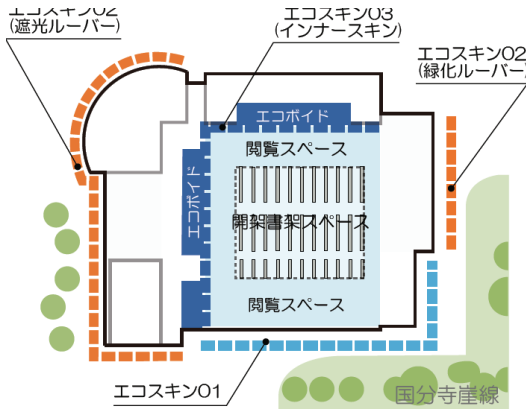 エコスキン02
(遮光ルーバー)
エコスキン03
(インナースキン)
エコスキン02
(緑化ルーバー)
エコボイド
閲覧スペース
エコボイド
開架書架スペース
閲覧スペース
エコスキン01
国分寺崖線